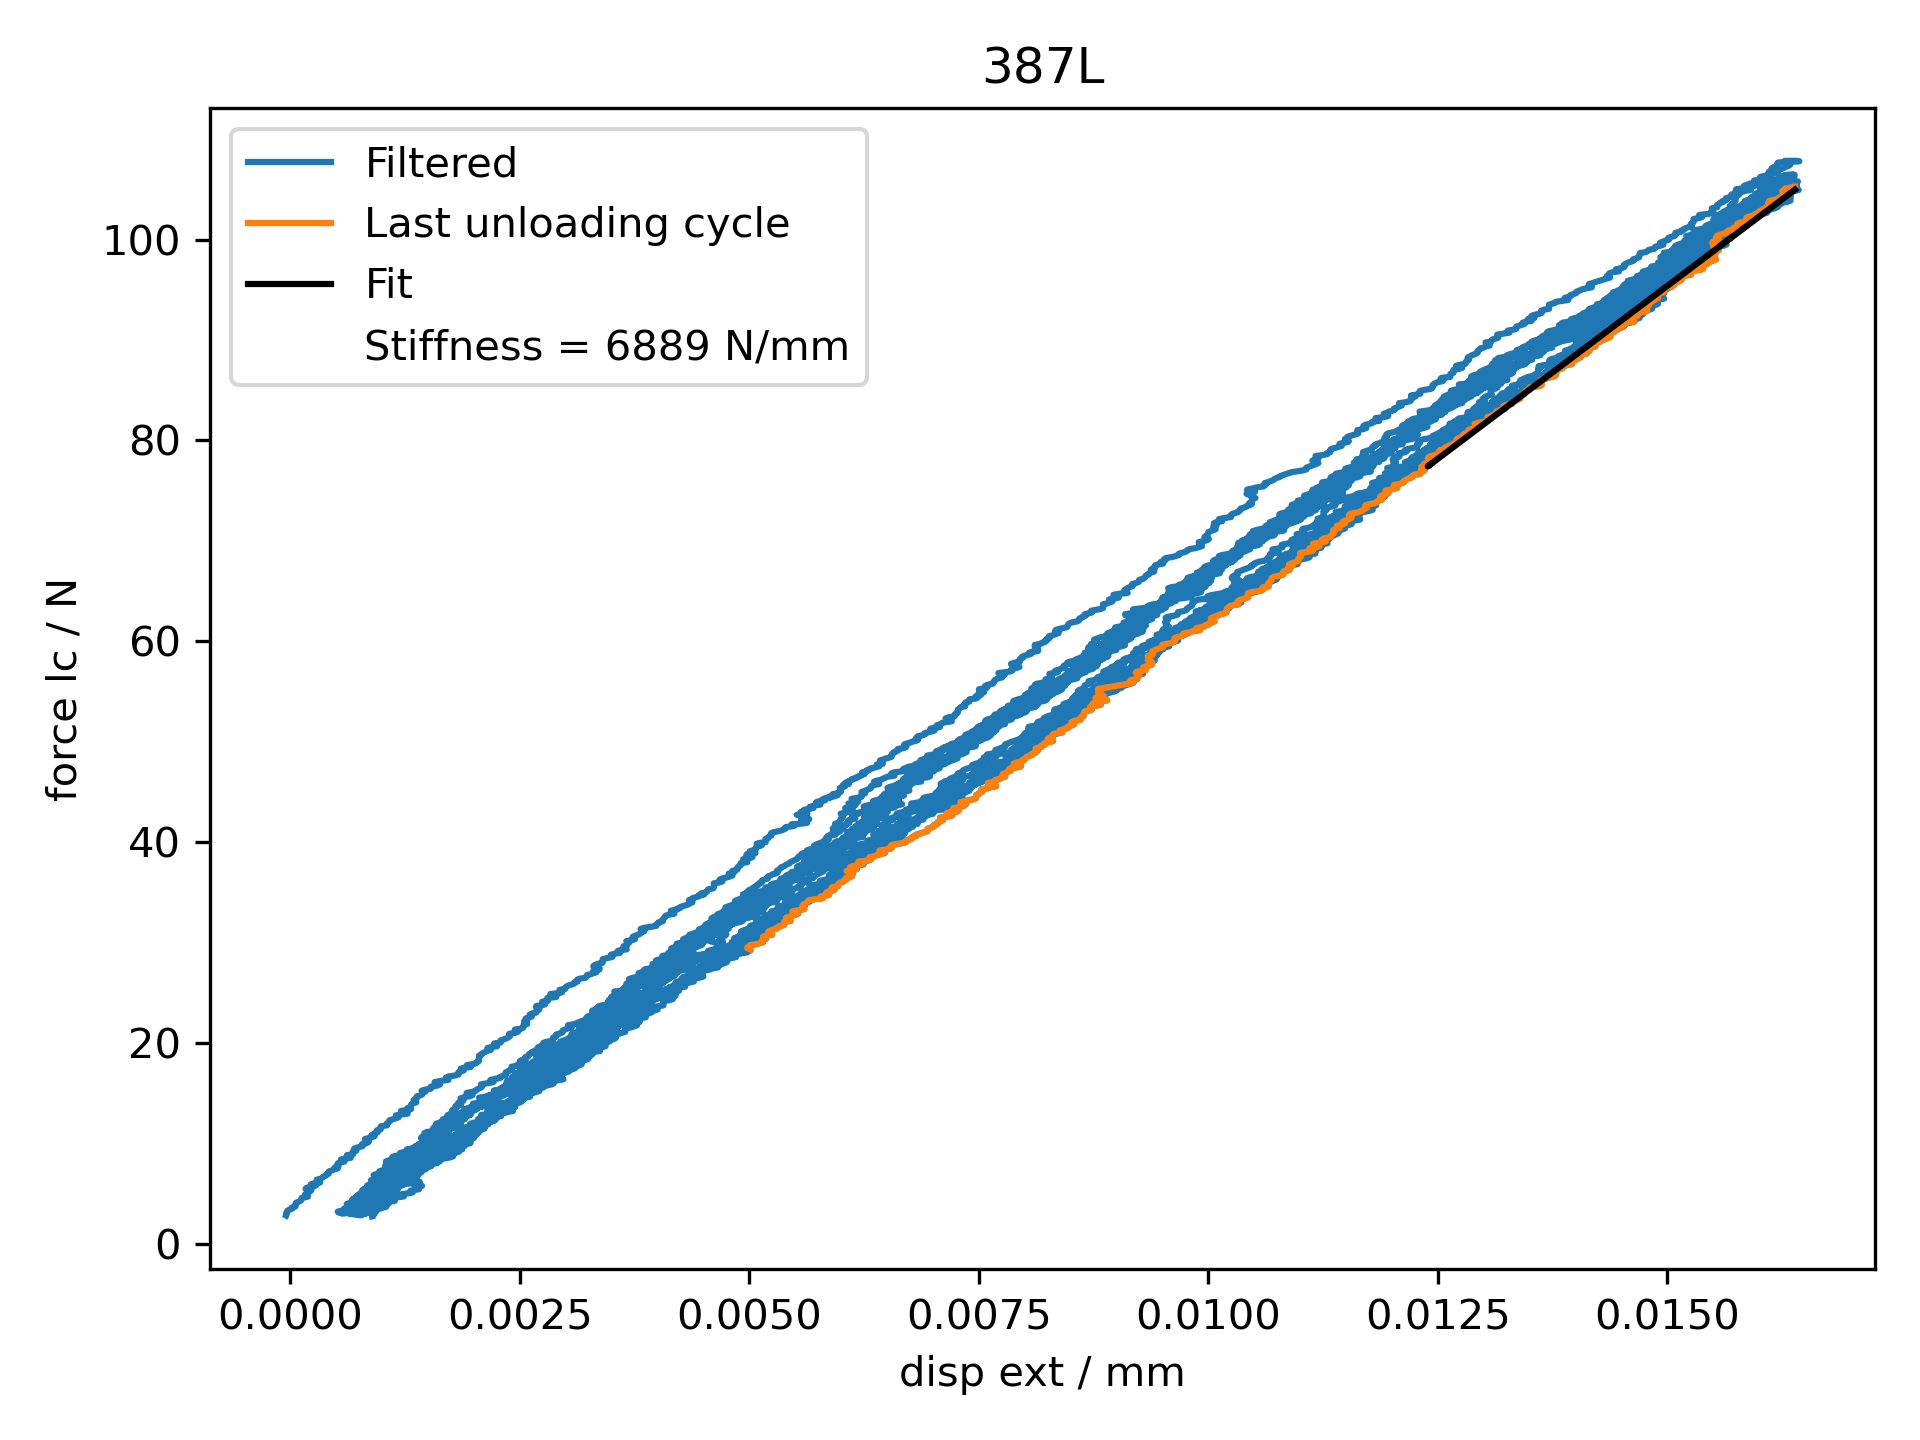 387L
Filtered
Last unloading cycle
Fit
Stiffness = 6889 N/mm
100
80
60
40
20
0
force lc / N
0.0000 0.0025 0.0050 0.0075 0.0100 0.0125 0.0150
disp ext / mm